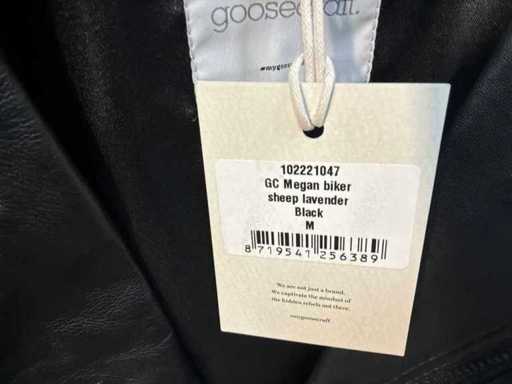 #mygoosecraft
102221047
GC Megan biker
sheep lavender
Black
M
8 719541 256389
We are not just a brand.
We captivate the mindset of
the hidden rebels out there.
#mygoosecraft